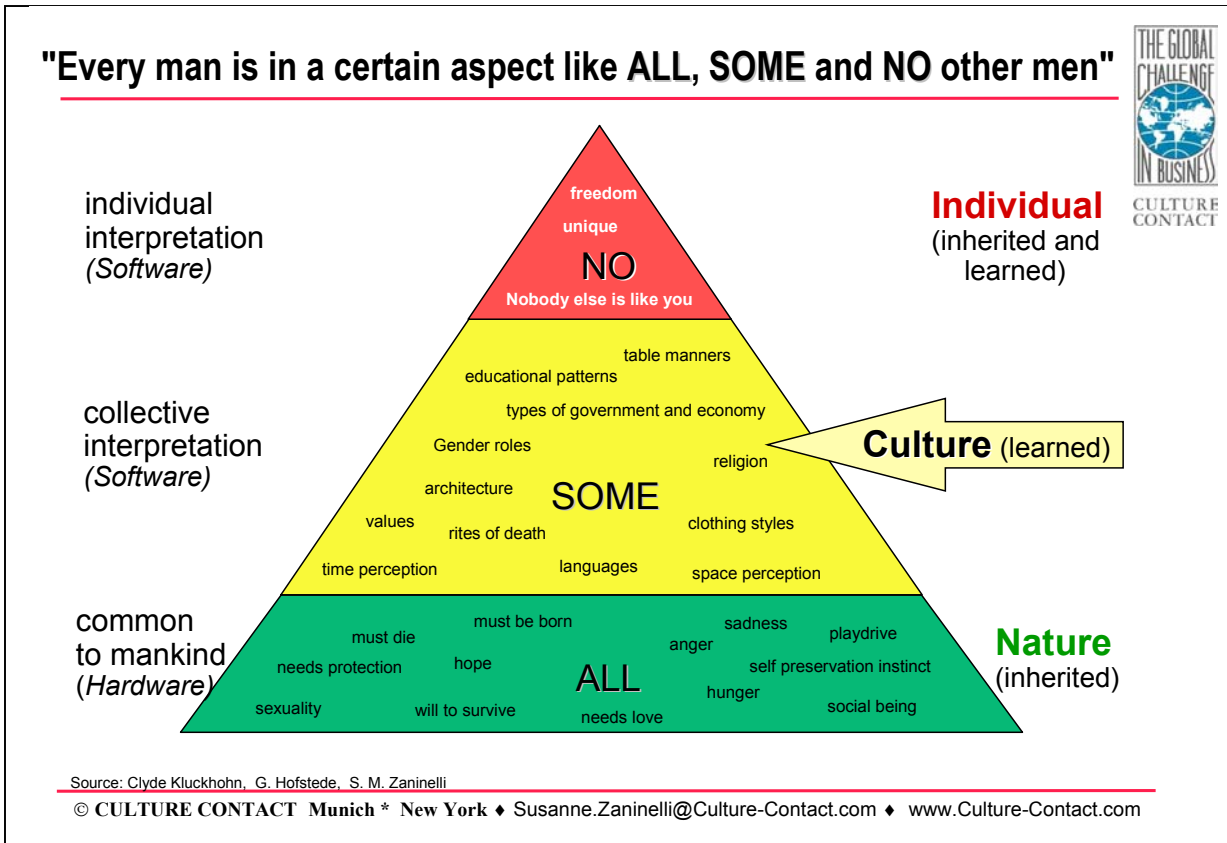 "Every man is in a certain aspect like ALL, SOME and NO other men"
THE GLOBAL
CHALLENGE
IN BUSINESS
CULTURE
CONTACT
individual
interpretation
(Software)
freedom
unique
NO
Nobody else is like you
Individual
(inherited and
learned)
collective
interpretation
(Software)
table manners
educational patterns
types of government and economy
Gender roles
religion
architecture
SOME
values
clothing styles
rites of death
time perception
languages
space perception
Culture (learned)
common
to mankind
(Hardware)
must be born
sadness
must die
anger
playdrive
needs protection
hope
self preservation instinct
ALL
hunger
sexuality
will to survive
needs love
social being
Nature
(inherited)
Source: Clyde Kluckhohn, G. Hofstede, S. M. Zaninelli
© CULTURE CONTACT Munich * New York ♦ Susanne.Zaninelli@Culture-Contact.com ♦ www.Culture-Contact.com